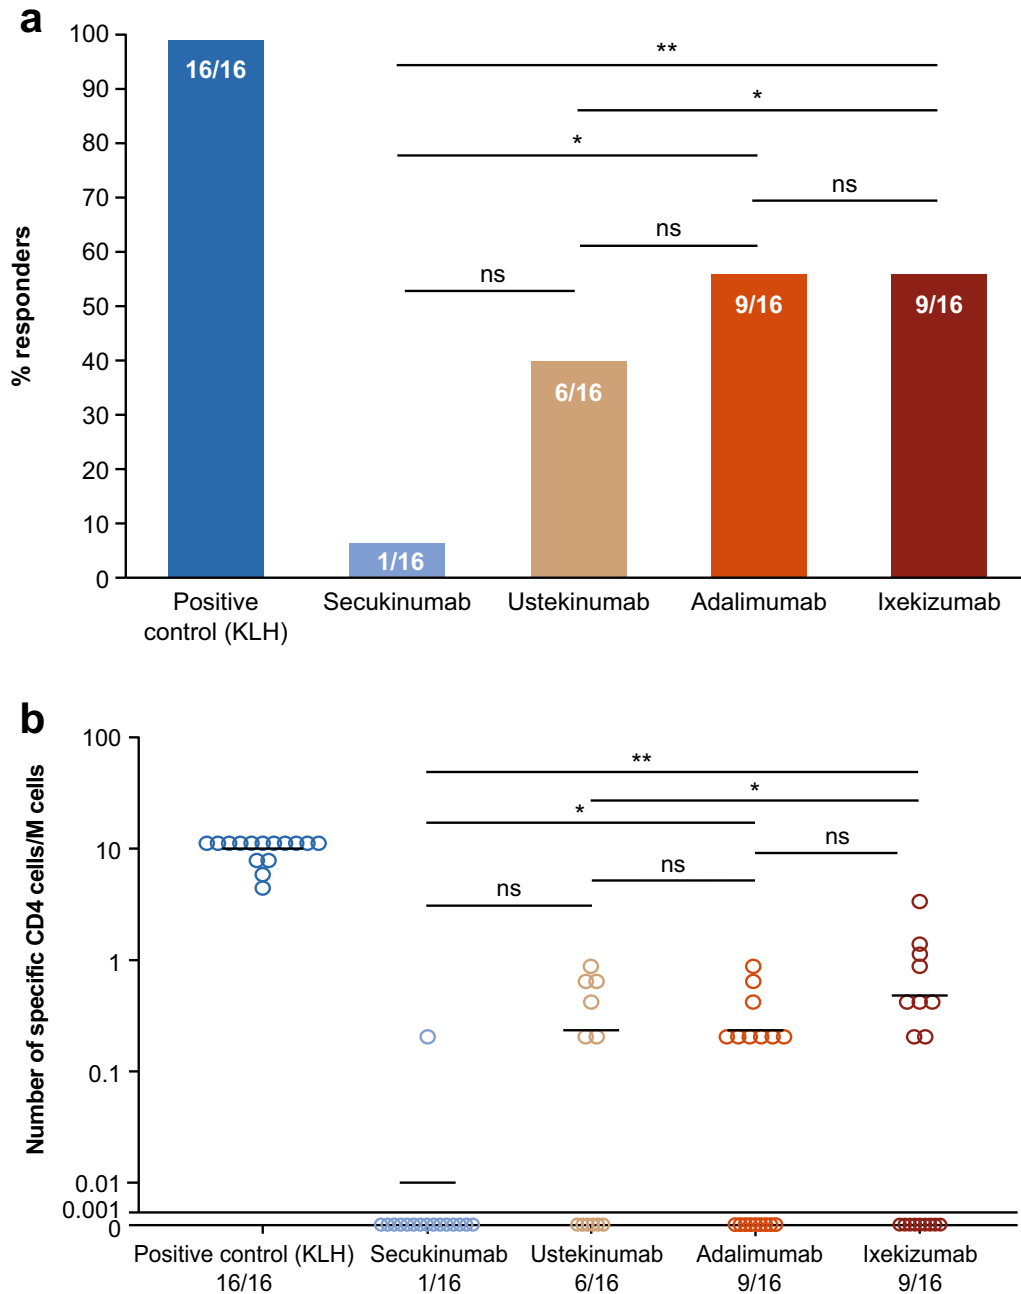 a
% responders
100
90
80
70
60
50
40
30
20
10
0
**
*
*
ns
ns
ns
16/16
1/16
6/16
9/16
9/16
Positive
control (KLH)
Secukinumab
Ustekinumab
Adalimumab
Ixekizumab
b
Number of specific CD4 cells/M cells
100
10
1
0.1
0.01
0.001
0
**
*
*
ns
ns
ns
Positive control (KLH)
16/16
Secukinumab
1/16
Ustekinumab
6/16
Adalimumab
9/16
Ixekizumab
9/16